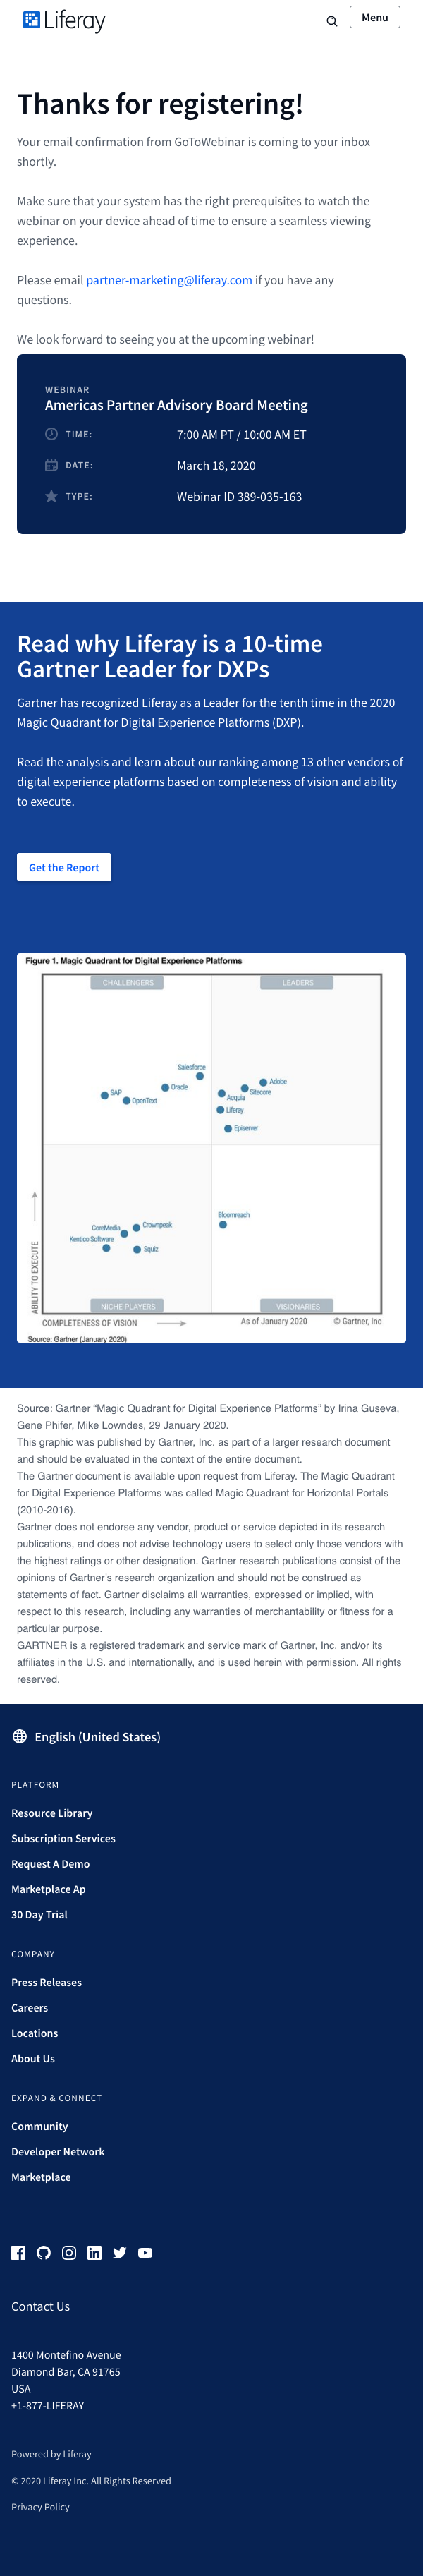 Liferay
Menu
Thanks for registering!
Your email confirmation from GoToWebinar is coming to your inbox
shortly.
Make sure that your system has the right prerequisites to watch the
webinar on your device ahead of time to ensure a seamless viewing
experience.
Please email partner-marketing@liferay.com if you have any
questions.
We look forward to seeing you at the upcoming webinar!
WEBINAR
Americas Partner Advisory Board Meeting
TIME: 7:00 AM PT / 10:00 AM ET
DATE: March 18, 2020
TYPE: Webinar ID 389-035-163
Read why Liferay is a 10-time
Gartner Leader for DXPs
Gartner has recognized Liferay as a Leader for the tenth time in the 2020
Magic Quadrant for Digital Experience Platforms (DXP).
Read the analysis and learn about our ranking among 13 other vendors of
digital experience platforms based on completeness of vision and ability
to execute.
Get the Report
Figure 1. Magic Quadrant for Digital Experience Platforms
CHALLENGERS
LEADERS
Salesforce
Adobe
Oracle
Sitecore
SAP
Acquia
OpenText
Liferay
Episerver
Bloomreach
CoreMedia
Crownpeak
Kentico Software
Squiz
ABILITY TO EXECUTE
NICHE PLAYERS
VISIONARIES
COMPLETENESS OF VISION
As of January 2020
© Gartner, Inc
Source: Gartner (January 2020)
Source: Gartner “Magic Quadrant for Digital Experience Platforms” by Irina Guseva,
Gene Phifer, Mike Lowndes, 29 January 2020.
This graphic was published by Gartner, Inc. as part of a larger research document
and should be evaluated in the context of the entire document.
The Gartner document is available upon request from Liferay. The Magic Quadrant
for Digital Experience Platforms was called Magic Quadrant for Horizontal Portals
(2010-2016).
Gartner does not endorse any vendor, product or service depicted in its research
publications, and does not advise technology users to select only those vendors with
the highest ratings or other designation. Gartner research publications consist of the
opinions of Gartner's research organization and should not be construed as
statements of fact. Gartner disclaims all warranties, expressed or implied, with
respect to this research, including any warranties of merchantability or fitness for a
particular purpose.
GARTNER is a registered trademark and service mark of Gartner, Inc. and/or its
affiliates in the U.S. and internationally, and is used herein with permission. All rights
reserved.
English (United States)
PLATFORM
Resource Library
Subscription Services
Request A Demo
Marketplace Ap
30 Day Trial
COMPANY
Press Releases
Careers
Locations
About Us
EXPAND & CONNECT
Community
Developer Network
Marketplace
Contact Us
1400 Montefino Avenue
Diamond Bar, CA 91765
USA
+1-877-LIFERAY
Powered by Liferay
© 2020 Liferay Inc. All Rights Reserved
Privacy Policy